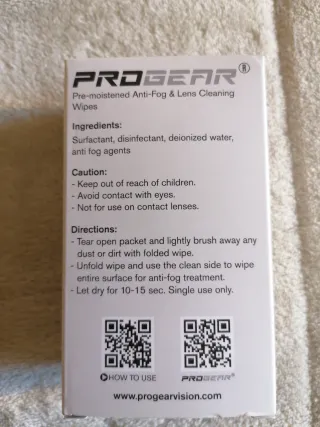 PROGEAR®
Pre-moistened Anti-Fog & Lens Cleaning
Wipes
Ingredients:
Surfactant, disinfectant, deionized water,
anti fog agents
Caution:
- Keep out of reach of children.
- Avoid contact with eyes.
- Not for use on contact lenses.
Directions:
- Tear open packet and lightly brush away any
dust or dirt with folded wipe.
- Unfold wipe and use the clean side to wipe
entire surface for anti-fog treatment.
- Let dry for 10-15 sec. Single use only.
HOW TO USE
PROGEAR®
www.progearvision.com